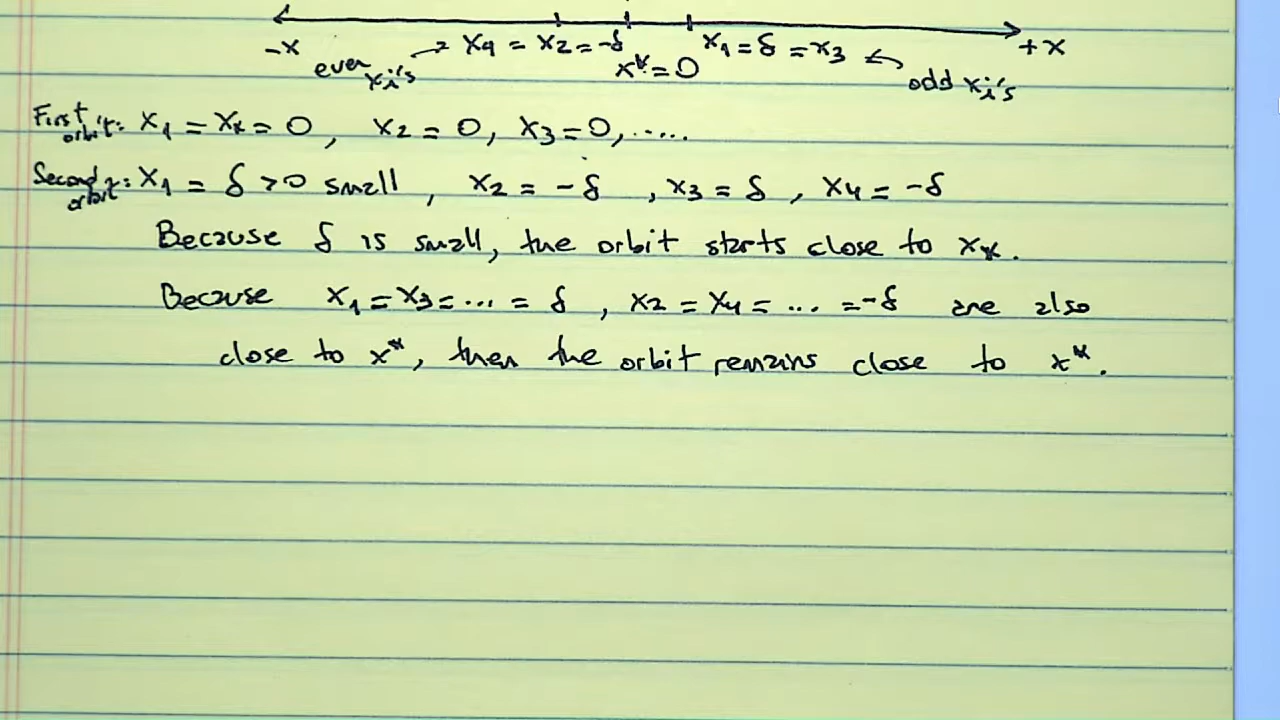 -x even xi's → x4 = x2 = -δ x* = 0 x1 = δ = x3 ← odd xi's +x
First orbit: x1 = x* = 0, x2 = 0, x3 = 0, .....
Second orbit: x1 = δ > 0 small, x2 = -δ, x3 = δ, x4 = -δ
Because δ is small, the orbit starts close to x*.
Because x1 = x3 = ... = δ, x2 = x4 = ... = -δ are also
close to x*, then the orbit remains close to x*.